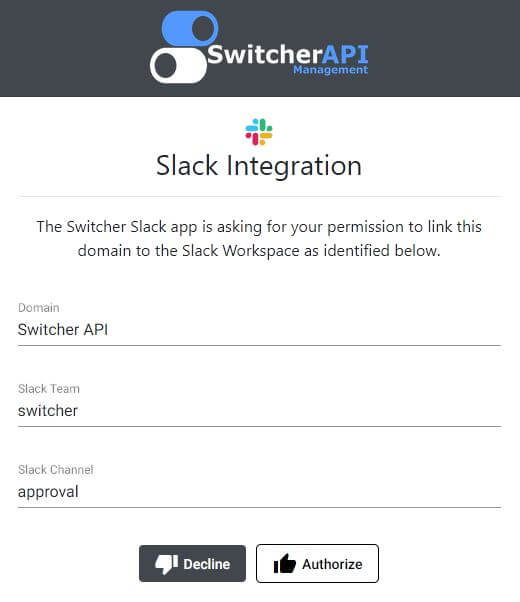 SwitcherAPI
Management
Slack Integration
The Switcher Slack app is asking for your permission to link this
domain to the Slack Workspace as identified below.
Domain
Switcher API
Slack Team
switcher
Slack Channel
approval
Decline Authorize